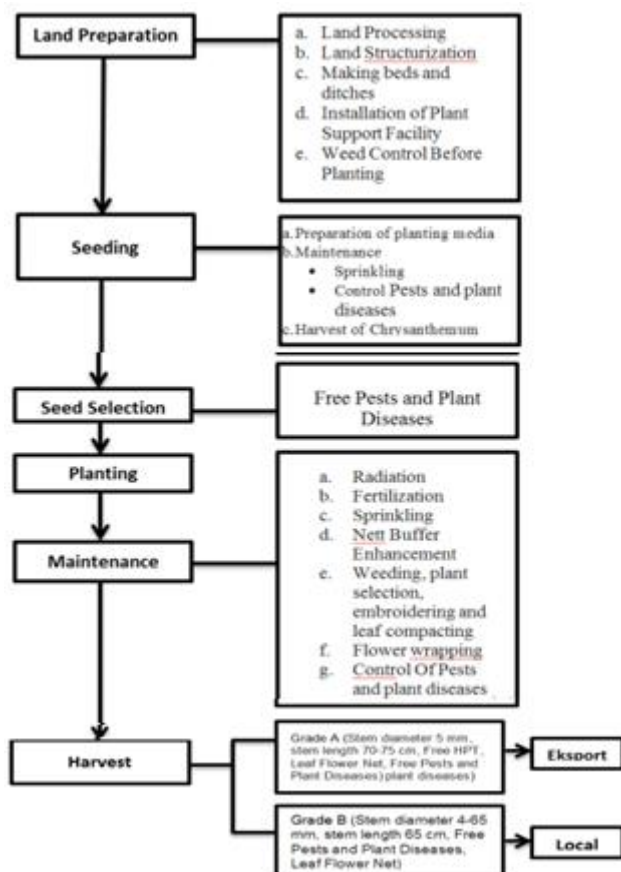 Land Preparation
a. Land Processing
b. Land Structurization
c. Making beds and
ditches
d. Installation of Plant
Support Facility
e. Weed Control Before
Planting
Seeding
a.Preparation of planting media
b.Maintenance
• Sprinkling
• Control Pests and plant
diseases
c.Harvest of Chrysanthemum
Seed Selection
Free Pests and Plant
Diseases
Planting
Maintenance
a. Radiation
b. Fertilization
c. Sprinkling
d. Nett Buffer
Enhancement
e. Weeding, plant
selection,
embroidering and
leaf compacting
f. Flower wrapping
g. Control Of Pests
and plant diseases
Harvest
Grade A (Stem diameter 5 mm,
stem length 70-75 cm, Free HPT,
Leaf Flower Net, Free Pests and
Plant Diseases) plant diseases)
Eksport
Grade B (Stem diameter 4-65
mm, stem length 65 cm, Free
Pests and Plant Diseases,
Leaf Flower Net)
Local